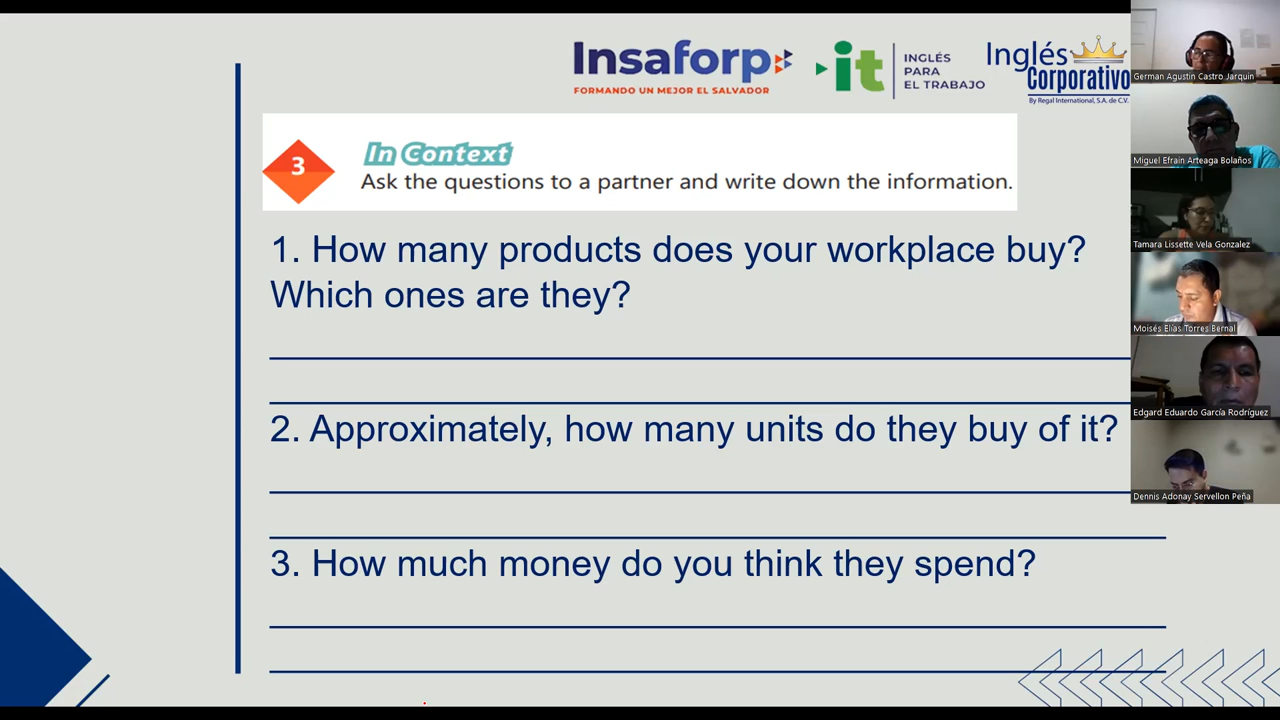 Insaforp
FORMANDO UN MEJOR EL SALVADOR
it
INGLÉS
PARA
EL TRABAJO
Inglés
Corporativo
By Regal International, S.A. de C.V.
3
In Context
Ask the questions to a partner and write down the information.
1. How many products does your workplace buy?
Which ones are they?
2. Approximately, how many units do they buy of it?
3. How much money do you think they spend?
German Agustin Castro Jarquin
Miguel Efrain Arteaga Bolaños
Tamara Lissette Vela Gonzalez
Moisés Elías Torres Bernal
Edgard Eduardo García Rodríguez
Dennis Adonay Servellon Peña